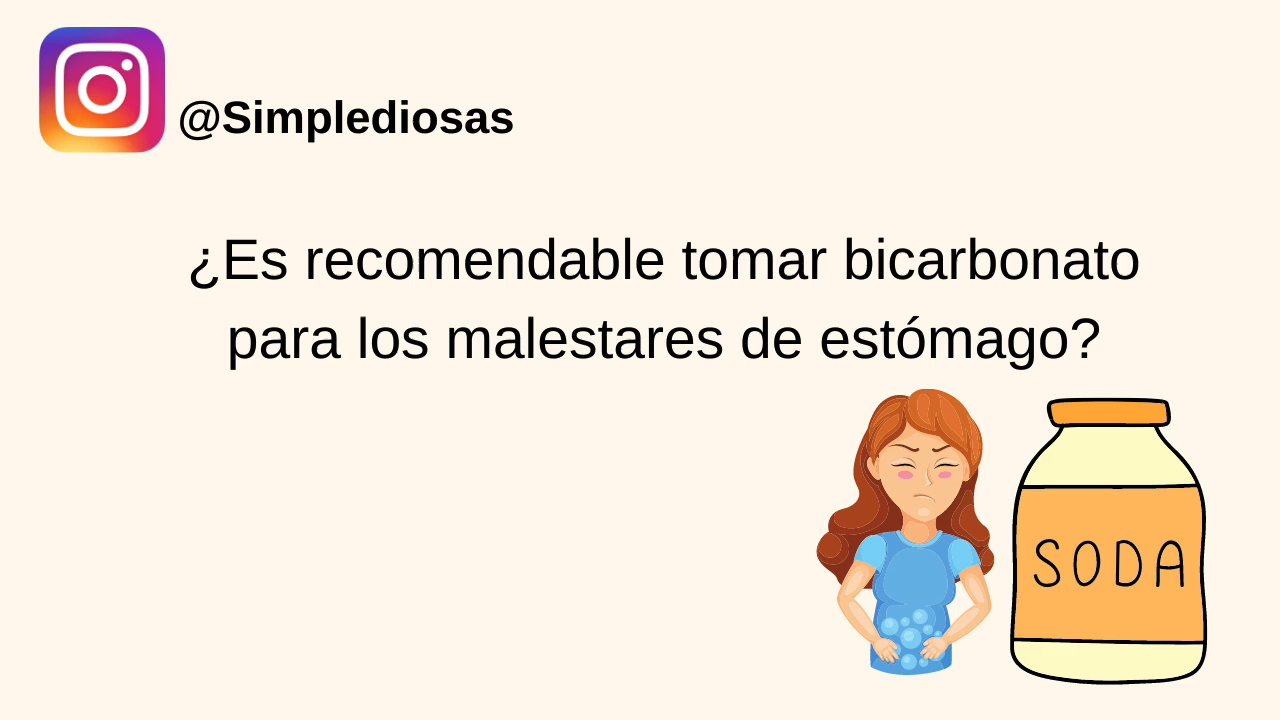 @Simplediosas
¿Es recomendable tomar bicarbonato
para los malestares de estómago?
SODA